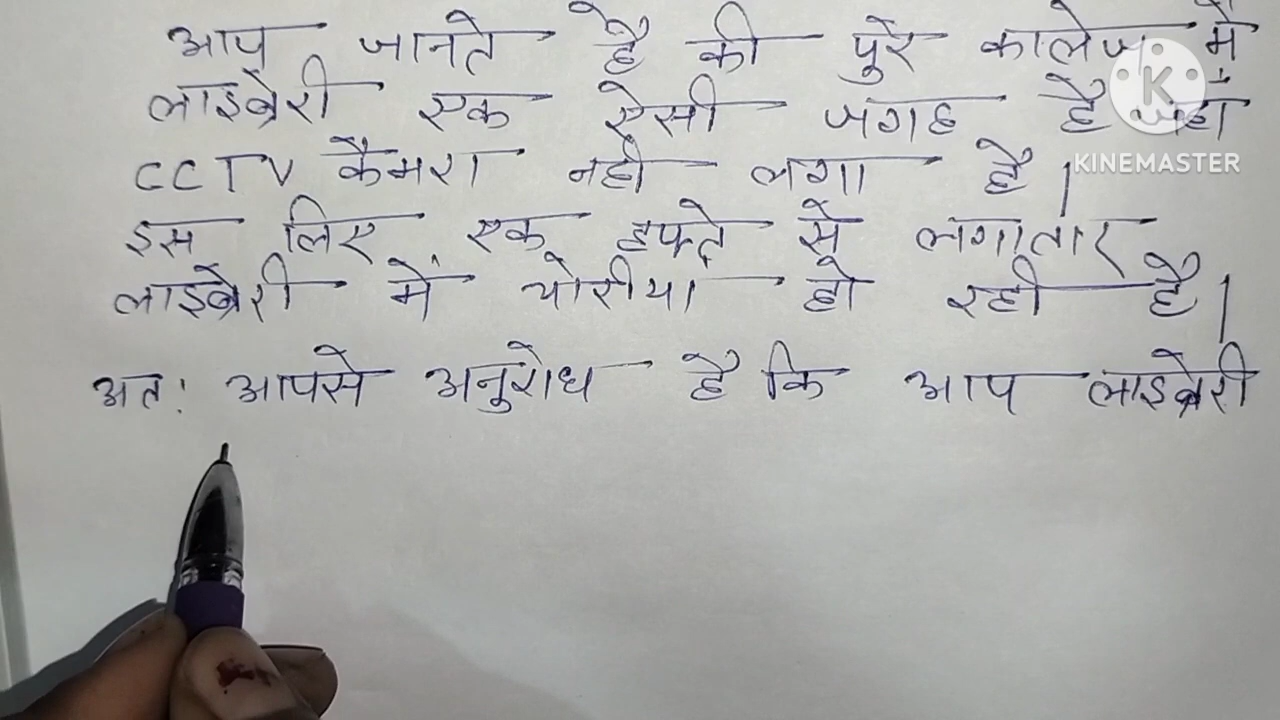 आप जानते है की पुरे कालेज में
लाइब्रेरी एक ऐसी जगह है जहां
CCTV कैमरा नही लगा है।
इस लिए एक हफ्ते से लगातार
लाइब्रेरी में चोरीया हो रही है।
अतः आपसे अनुरोध है कि आप लाइब्रेरी
K
KINEMASTER